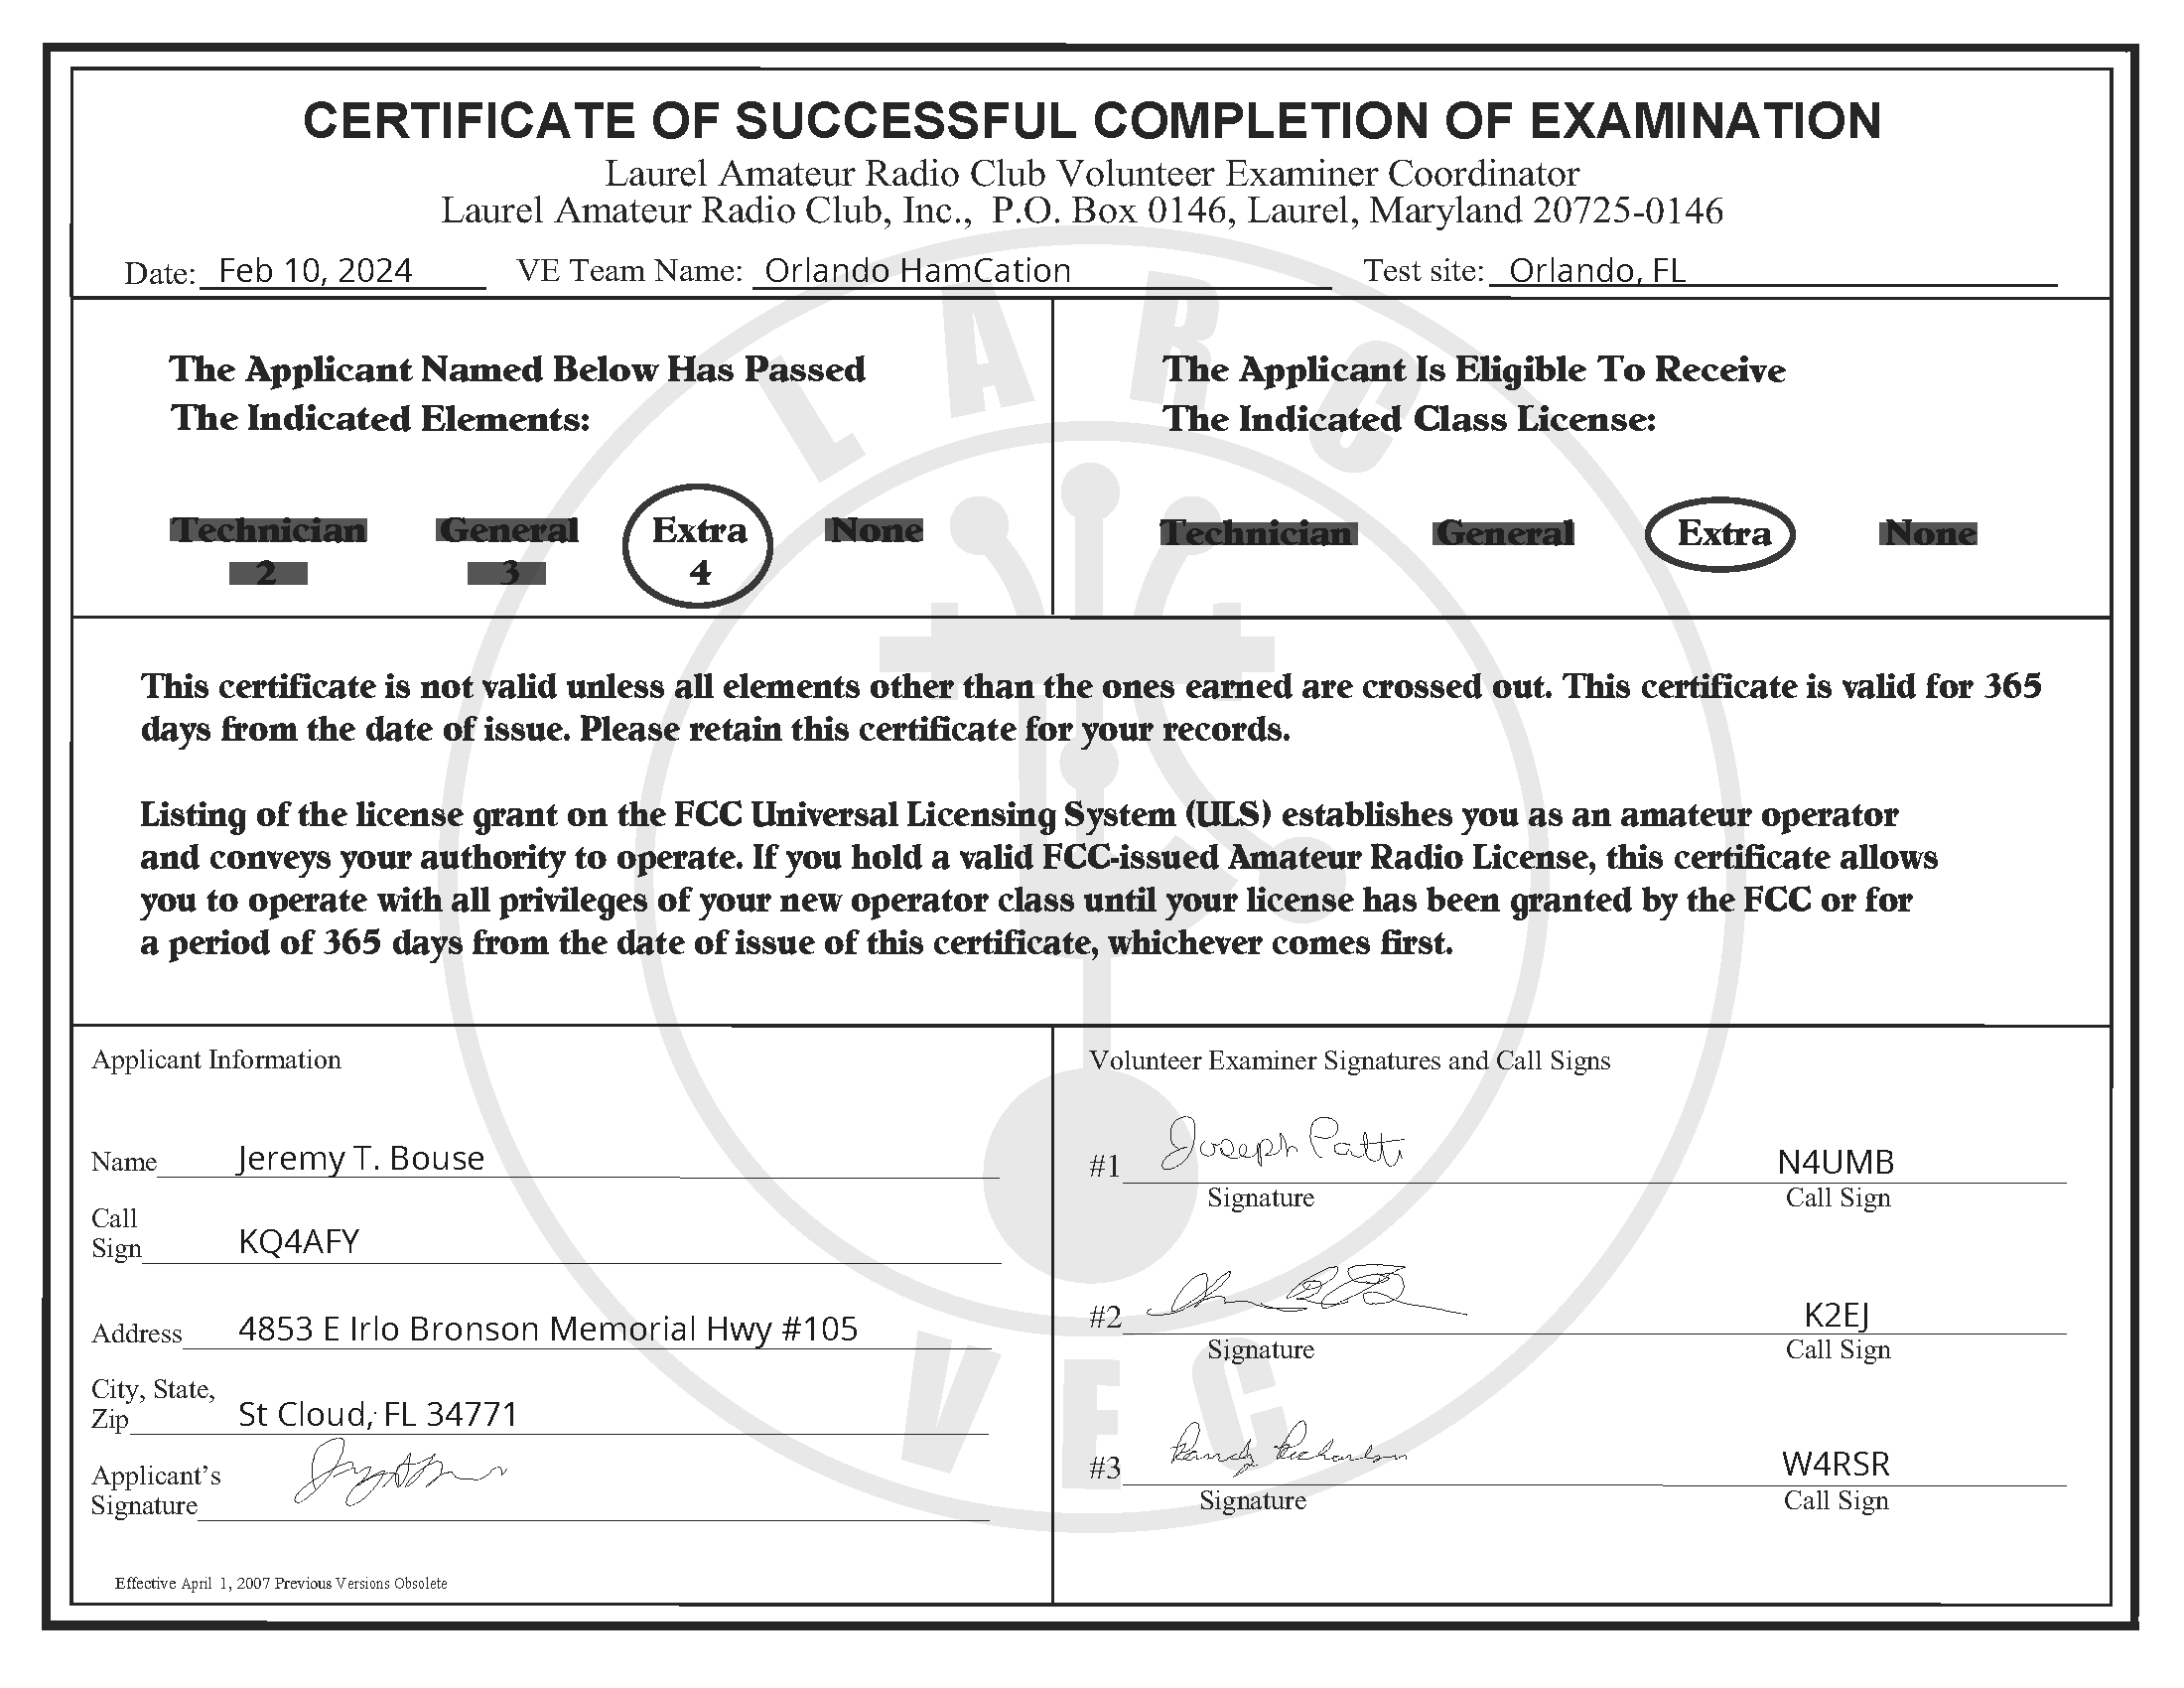 CERTIFICATE OF SUCCESSFUL COMPLETION OF EXAMINATION
Laurel Amateur Radio Club Volunteer Examiner Coordinator
Laurel Amateur Radio Club, Inc., P.O. Box 0146, Laurel, Maryland 20725-0146
Date: Feb 10, 2024 VE Team Name: Orlando HamCation Test site: Orlando, FL
The Applicant Named Below Has Passed
The Indicated Elements:
Technician General Extra None
2 3 4
The Applicant Is Eligible To Receive
The Indicated Class License:
Technician General Extra None
This certificate is not valid unless all elements other than the ones earned are crossed out. This certificate is valid for 365
days from the date of issue. Please retain this certificate for your records.
Listing of the license grant on the FCC Universal Licensing System (ULS) establishes you as an amateur operator
and conveys your authority to operate. If you hold a valid FCC-issued Amateur Radio License, this certificate allows
you to operate with all privileges of your new operator class until your license has been granted by the FCC or for
a period of 365 days from the date of issue of this certificate, whichever comes first.
Applicant Information
Name Jeremy T. Bouse
Call
Sign KQ4AFY
Address 4853 E Irlo Bronson Memorial Hwy #105
City, State,
Zip St Cloud, FL 34771
Applicant's
Signature
Effective April 1, 2007 Previous Versions Obsolete
Volunteer Examiner Signatures and Call Signs
#1 Joseph Patti N4UMB
Signature Call Sign
#2 K2EJ
Signature Call Sign
#3 Randy Richardson W4RSR
Signature Call Sign
LARC
VEC